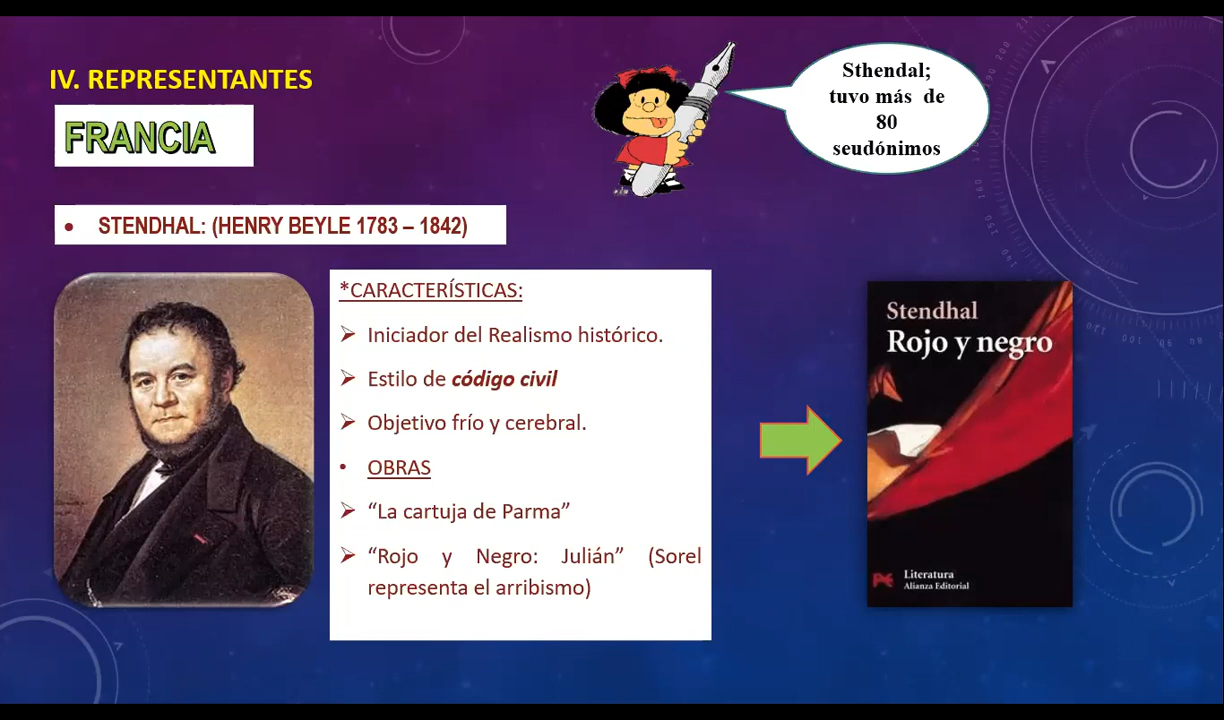 IV. REPRESENTANTES
FRANCIA
Sthendal;
tuvo más de
80
seudónimos
• STENDHAL: (HENRY BEYLE 1783 – 1842)
*CARACTERÍSTICAS:
➢ Iniciador del Realismo histórico.
➢ Estilo de código civil
➢ Objetivo frío y cerebral.
• OBRAS
➢ “La cartuja de Parma”
➢ “Rojo y Negro: Julián” (Sorel
representa el arribismo)
Stendhal
Rojo y negro
Literatura
Alianza Editorial